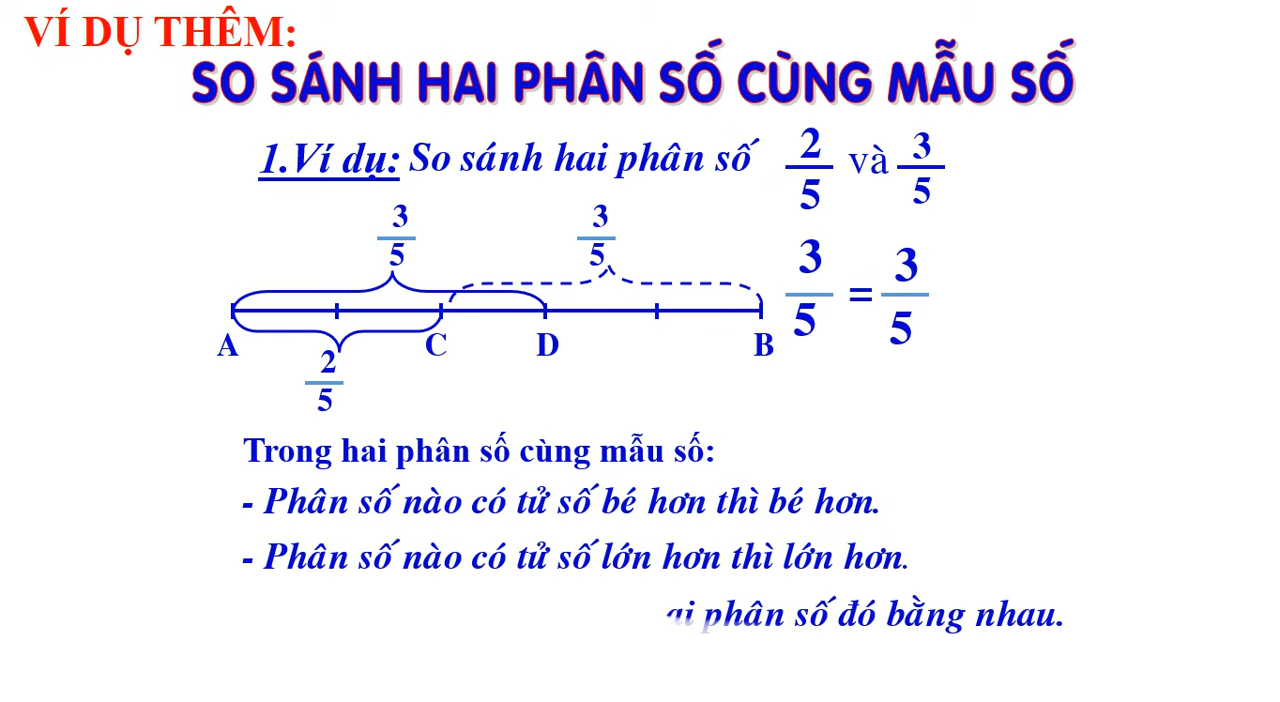 VÍ DỤ THÊM:
SO SÁNH HAI PHÂN SỐ CÙNG MẪU SỐ
1.Ví dụ: So sánh hai phân số 2/5 và 3/5
3/5 3/5
3/5 = 3/5
A C D B
2/5
Trong hai phân số cùng mẫu số:
- Phân số nào có tử số bé hơn thì bé hơn.
- Phân số nào có tử số lớn hơn thì lớn hơn.
phân số đó bằng nhau.